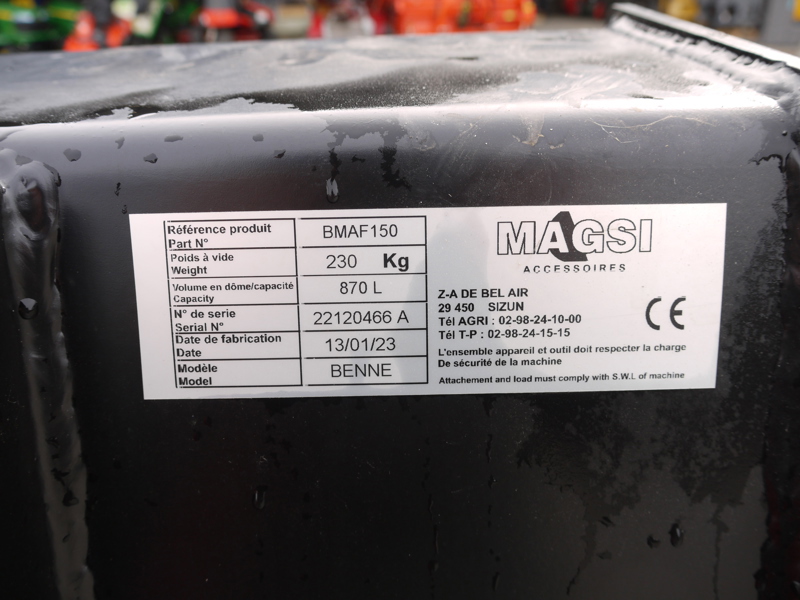 Référence produit
Part N°
BMAF150
Poids à vide
Weight
230 Kg
Volume en dôme/capacité
Capacity
870 L
N° de serie
Serial N°
22120466 A
Date de fabrication
Date
13/01/23
Modèle
Model
BENNE
MAGSI
ACCESSOIRES
Z-A DE BEL AIR
29 450 SIZUN
Tél AGRI : 02-98-24-10-00
Tél T-P : 02-98-24-15-15
CE
L'ensemble appareil et outil doit respecter la charge
De sécurité de la machine
Attachement and load must comply with S.W.L of machine